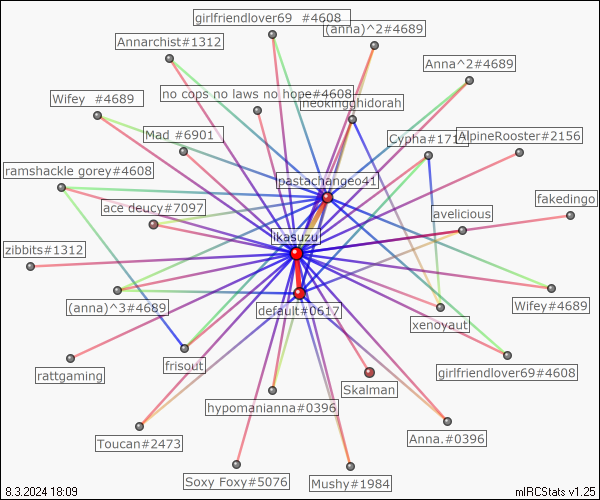 girlfriendlover69 #4608
(anna)^2#4689
Annarchist#1312
Anna^2#4689
no cops no laws no hope#4608
Wifey #4689
neokingghidorah
Mad #6901
AlpineRooster#2156
ramshackle gorey#4608
pastachangeo41
ace deucy#7097
avelicious
fakedingo
ikasuzu
zibbits#1312
(anna)^3#4689
default#0617
Wifey#4689
xenoyaut
frisout
rattgaming
girlfriendlover69#4608
Skalman
hypomanianna#0396
Toucan#2473
Anna.#0396
Soxy Foxy#5076
Mushy#1984
8.3.2024 18:09
mIRCStats v1.25